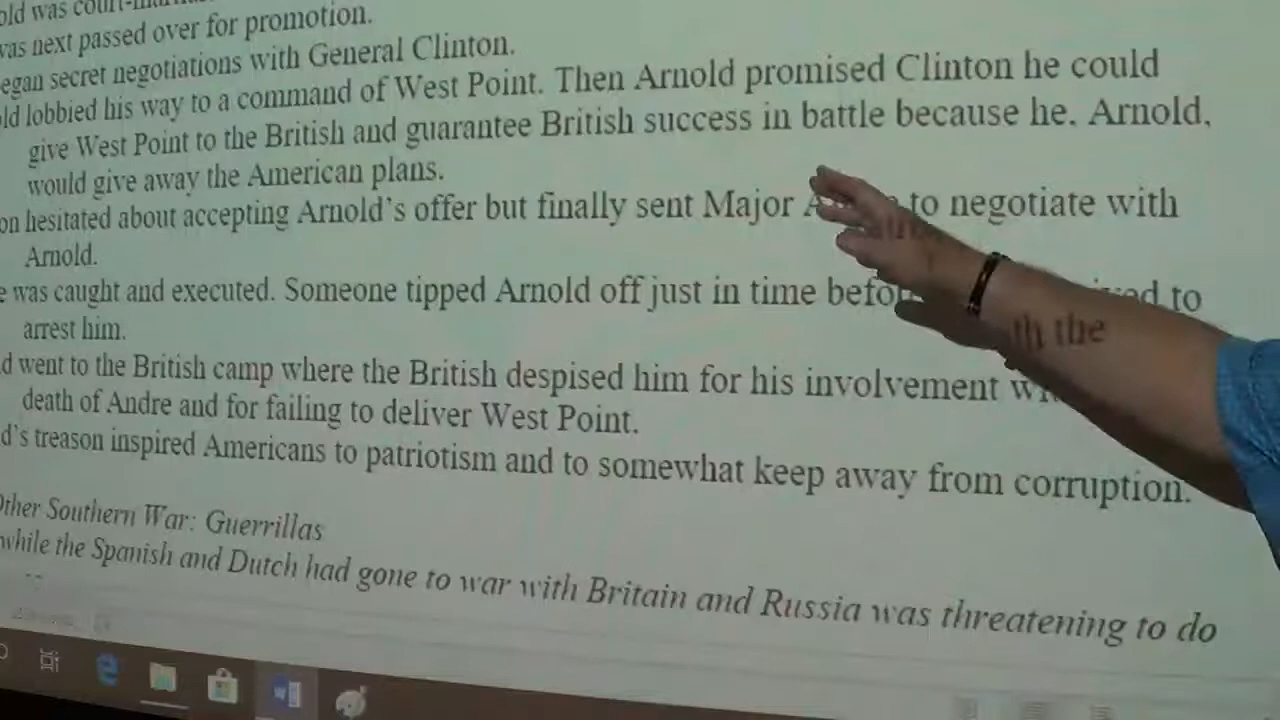 old was court-mar
was next passed over for promotion.
egan secret negotiations with General Clinton.
ld lobbied his way to a command of West Point. Then Arnold promised Clinton he could
give West Point to the British and guarantee British success in battle because he, Arnold,
would give away the American plans.
on hesitated about accepting Arnold's offer but finally sent Major to negotiate with
Arnold.
e was caught and executed. Someone tipped Arnold off just in time befo ved to
arrest him.
d went to the British camp where the British despised him for his involvement wi th the
death of Andre and for failing to deliver West Point.
d's treason inspired Americans to patriotism and to somewhat keep away from corruption.
Other Southern War: Guerrillas
while the Spanish and Dutch had gone to war with Britain and Russia was threatening to do